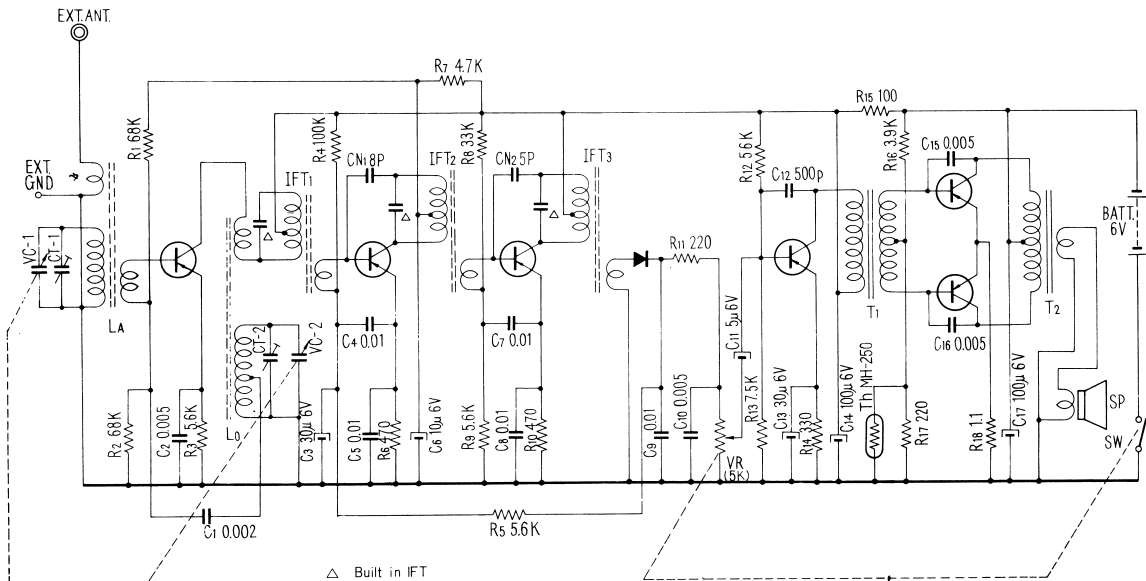 EXT.ANT.
EXT.
GND
VC-1
CT-1
LA
R1 68K
R2 68K
C2 0.005
R3 5.6K
C1 0.002
LO
CT-2
VC-2
IFT1
△
R4 100K
CN1 8P
△
IFT2
R7 4.7K
R8 33K
CN2 5P
△
IFT3
C4 0.01
C3 30μ 6V
C5 0.01
R6 470
C6 10μ 6V
C7 0.01
R9 5.6K
C8 0.01
R10 470
R5 5.6K
R11 220
C9 0.01
C10 0.005
VR
(5K)
C11 5μ 6V
R12 56K
C12 500p
R13 7.5K
C13 30μ 6V
R14 330
C14 100μ 6V
T1
R15 100
R16 3.9K
Th MH-250
R17 220
C15 0.005
C16 0.005
R18 1.1
C17 100μ 6V
T2
SP
BATT.
6V
SW
△ Built in IFT